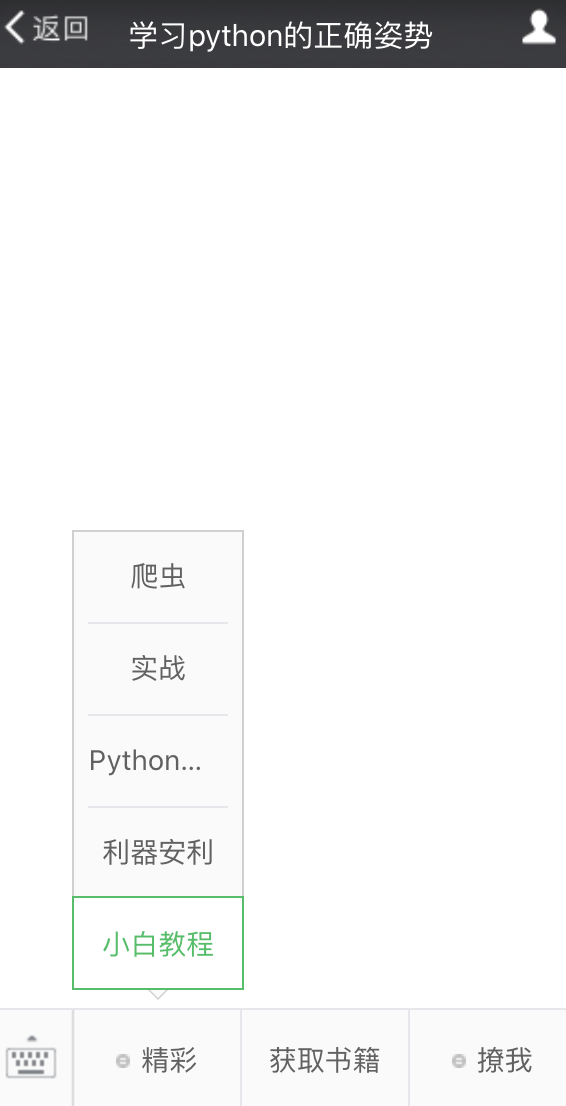 返回
学习python的正确姿势
爬虫
实战
Python...
利器安利
小白教程
精彩
获取书籍
撩我